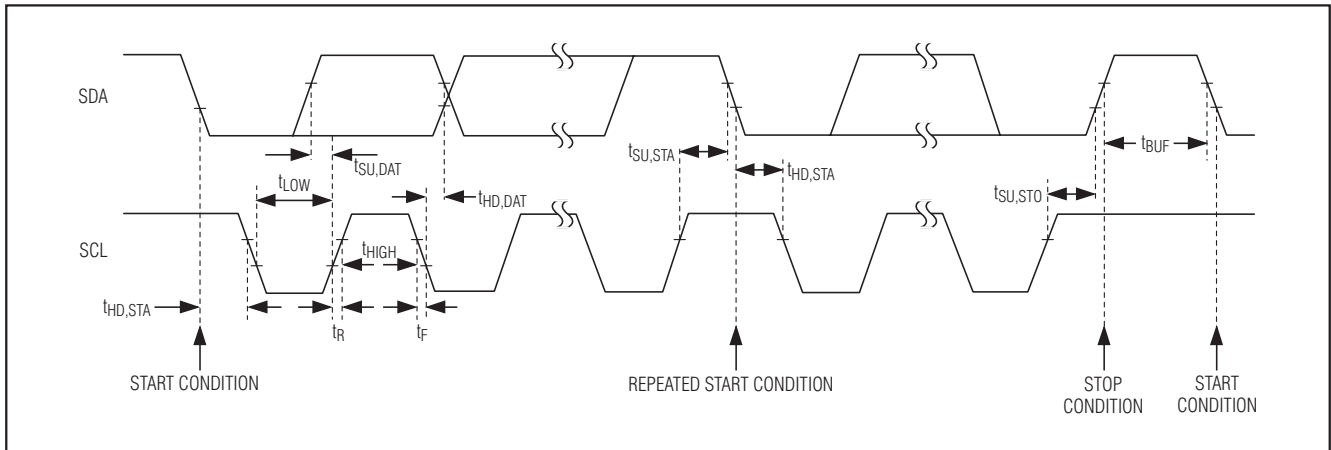 SDA
tSU,DAT
tLOW
tHD,DAT
tSU,STA
tHD,STA
tBUF
tSU,STO
SCL
tHIGH
tHD,STA
tR
tF
START CONDITION
REPEATED START CONDITION
STOP
CONDITION
START
CONDITION